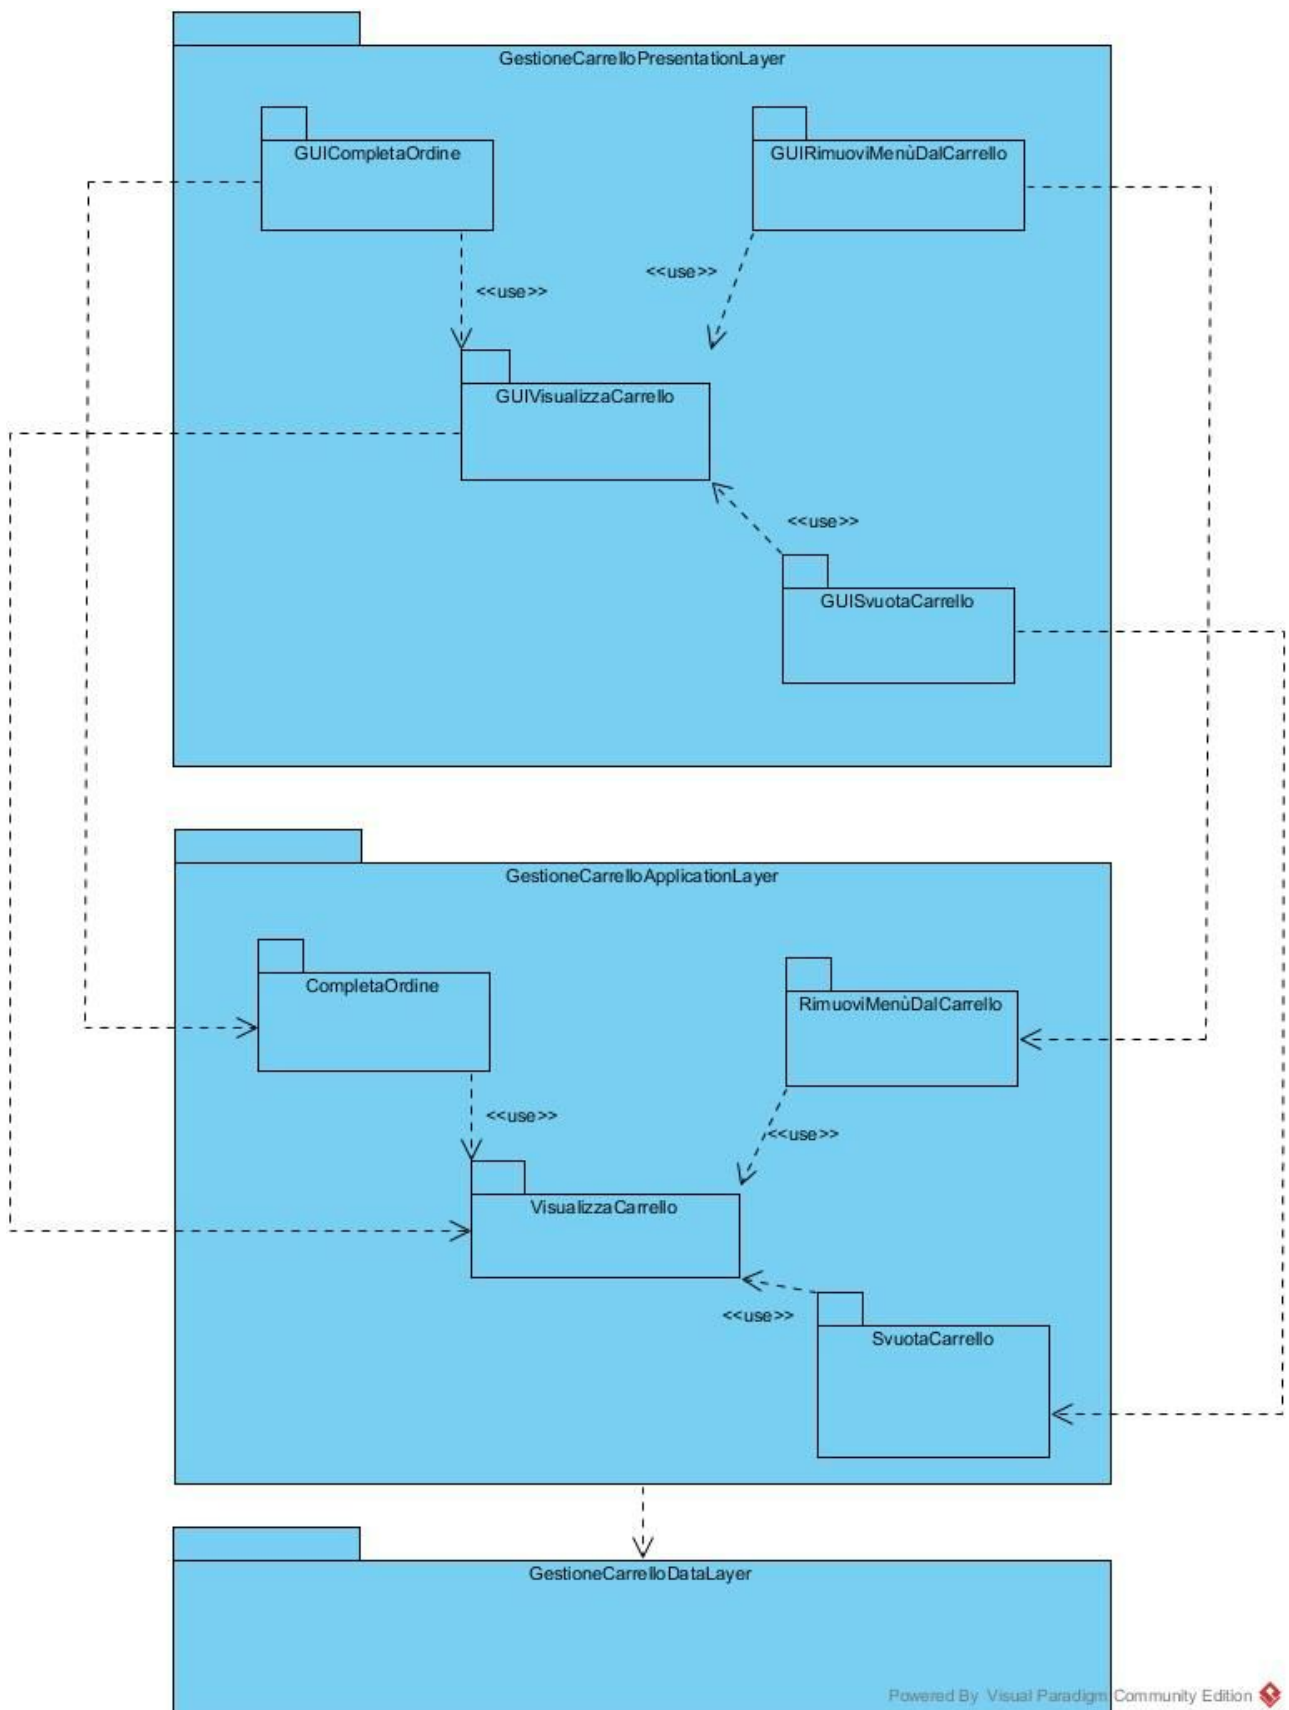 GestioneCarrelloPresentationLayer
GUICompletaOrdine
GUIRimuoviMenùDalCarrello
<<use>>
<<use>>
GUIVisualizzaCarrello
<<use>>
GUISvuotaCarrello
GestioneCarrelloApplicationLayer
CompletaOrdine
RimuoviMenùDalCarrello
<<use>>
<<use>>
VisualizzaCarrello
<<use>>
SvuotaCarrello
GestioneCarrelloDataLayer
Powered By Visual Paradigm Community Edition